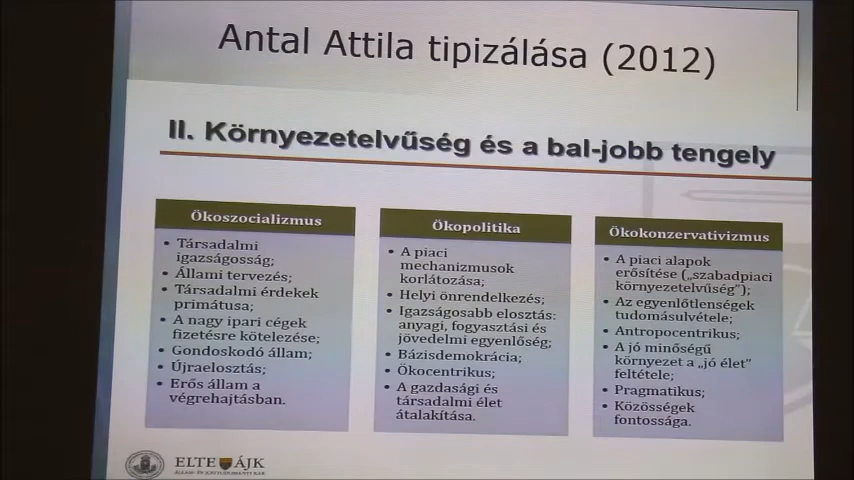 Antal Attila tipizálása (2012)
II. Környezetelvűség és a bal-jobb tengely
Ökoszocializmus
• Társadalmi
igazságosság;
• Állami tervezés;
• Társadalmi érdekek
primátusa;
• A nagy ipari cégek
fizetésre kötelezése;
• Gondoskodó állam;
• Újraelosztás;
• Erős állam a
végrehajtásban.
Ökopolitika
• A piaci
mechanizmusok
korlátozása;
• Helyi önrendelkezés;
• Igazságosabb elosztás:
anyagi, fogyasztási és
jövedelmi egyenlőség;
• Bázisdemokrácia;
• Ökocentrikus;
• A gazdasági és
társadalmi élet
átalakítása.
Ökokonzervativizmus
• A piaci alapok
erősítése („szabadpiaci
környezetelvűség”);
• Az egyenlőtlenségek
tudomásulvétele;
• Antropocentrikus;
• A jó minőségű
környezet a „jó élet”
feltétele;
• Pragmatikus;
• Közösségek
fontossága.
ELTE ÁJK
ÁLLAM- ÉS JOGTUDOMÁNYI KAR